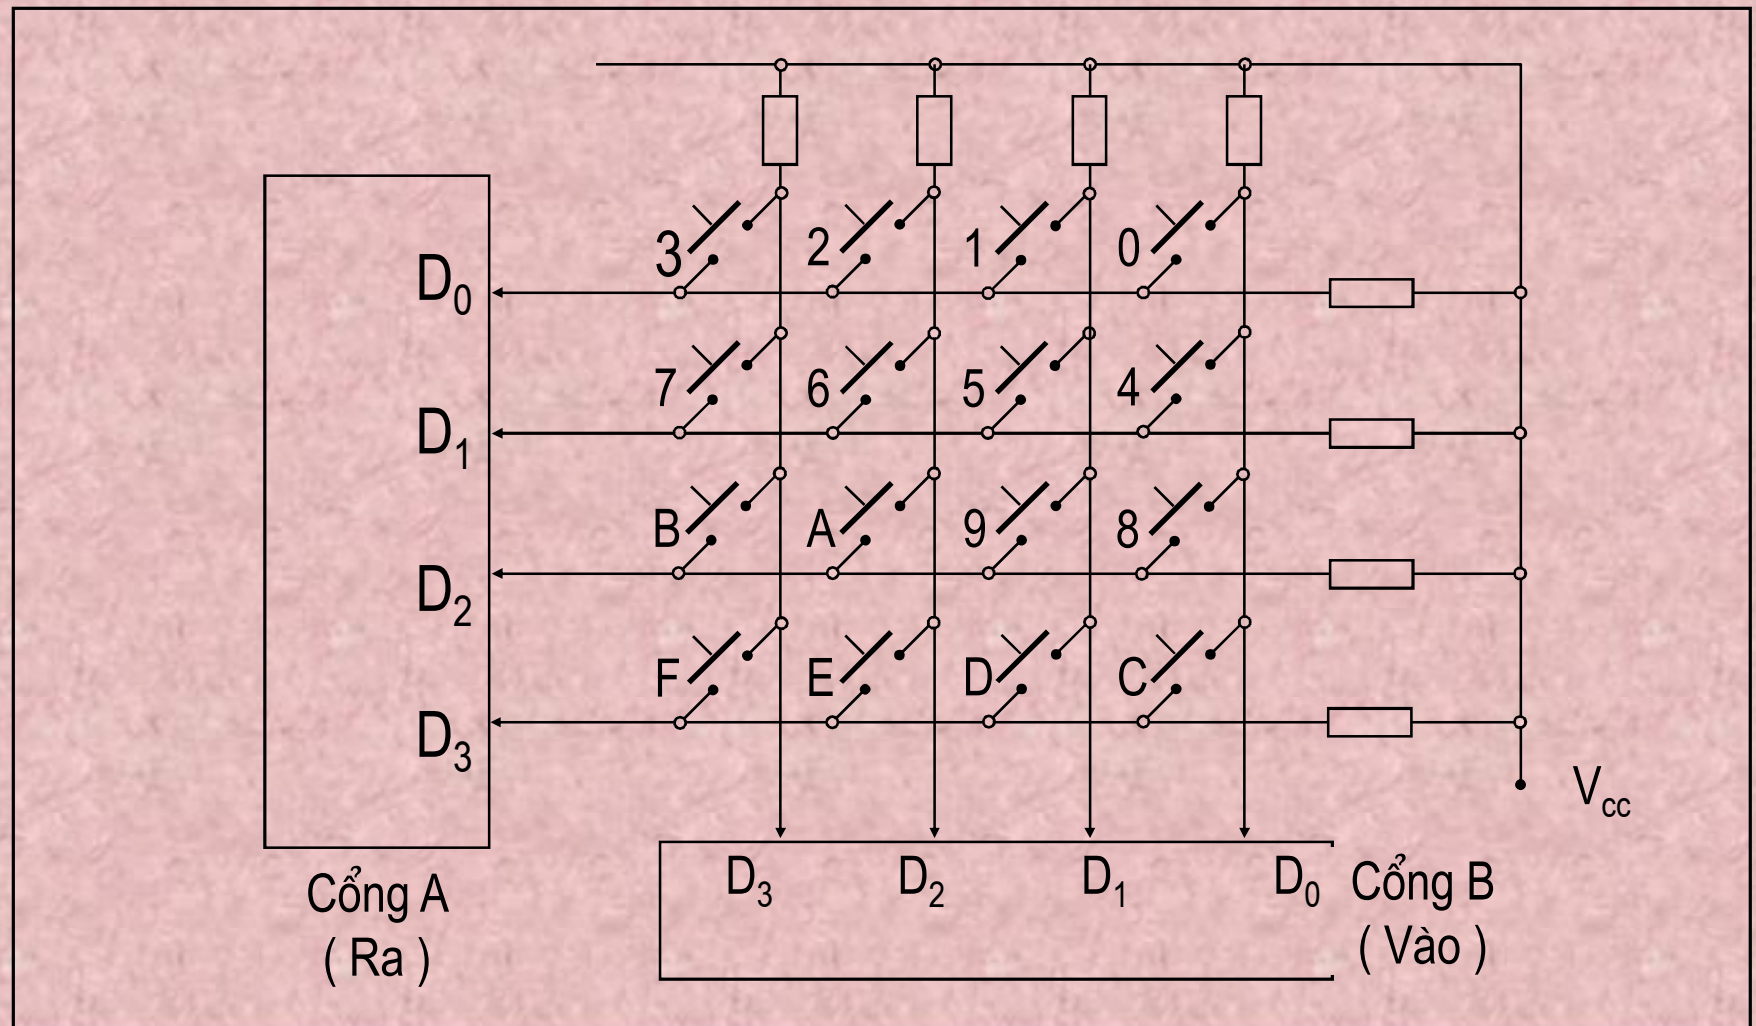 3 2 1 0
D0
7 6 5 4
D1
B A 9 8
D2
F E D C
D3
Vcc
D3 D2 D1 D0
Cổng A
( Ra )
Cổng B
( Vào )